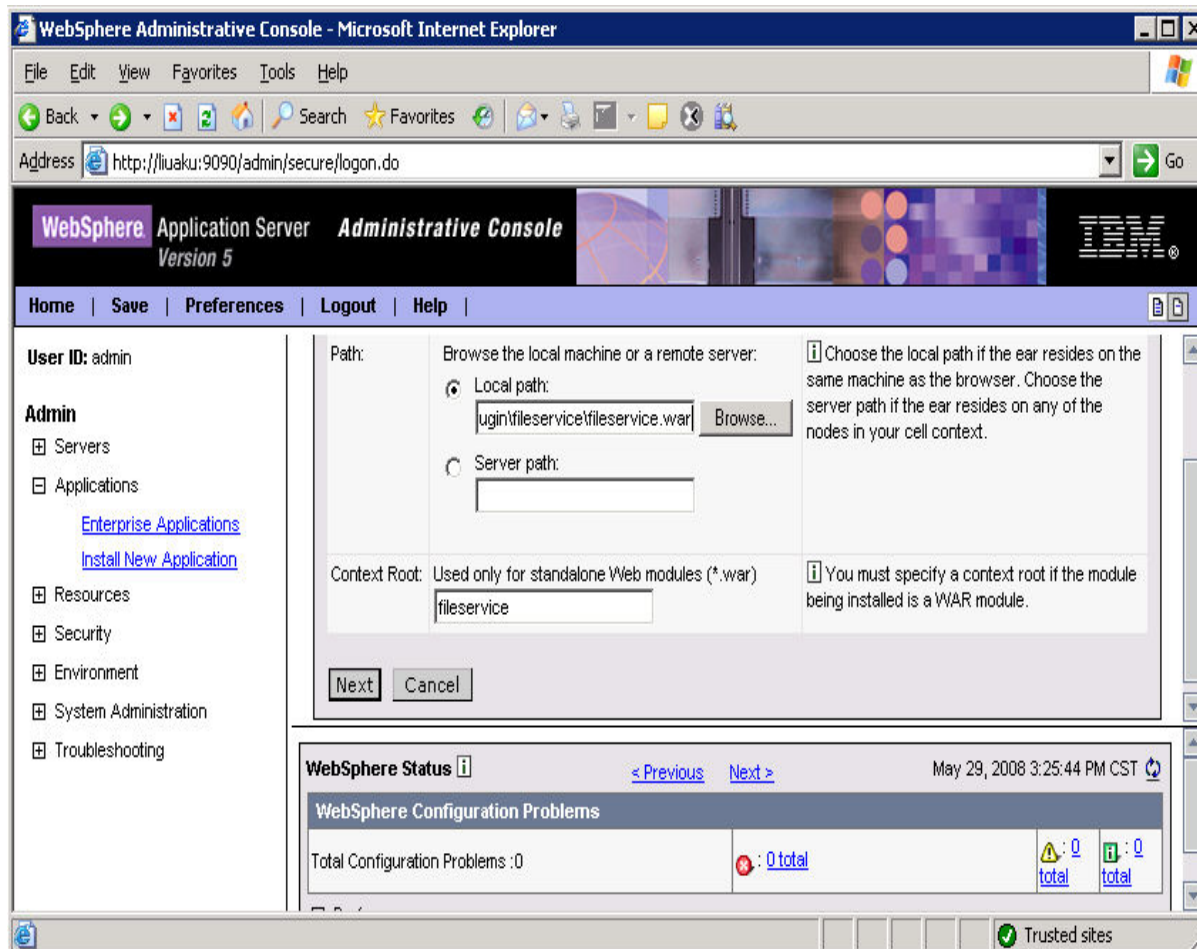 WebSphere Administrative Console - Microsoft Internet Explorer
File Edit View Favorites Tools Help
Back Search Favorites
Address http://liuaku:9090/admin/secure/logon.do Go
WebSphere Application Server Administrative Console
Version 5
IBM®
Home | Save | Preferences | Logout | Help |
User ID: admin
Admin
Servers
Applications
Enterprise Applications
Install New Application
Resources
Security
Environment
System Administration
Troubleshooting
Path:
Browse the local machine or a remote server:
Local path:
ugin\fileservice\fileservice.war Browse...
Server path:
i Choose the local path if the ear resides on the
same machine as the browser. Choose the
server path if the ear resides on any of the
nodes in your cell context.
Context Root:
Used only for standalone Web modules (*.war)
fileservice
i You must specify a context root if the module
being installed is a WAR module.
Next Cancel
WebSphere Status i < Previous Next > May 29, 2008 3:25:44 PM CST
WebSphere Configuration Problems
Total Configuration Problems :0 : 0 total : 0 total : 0 total
Trusted sites